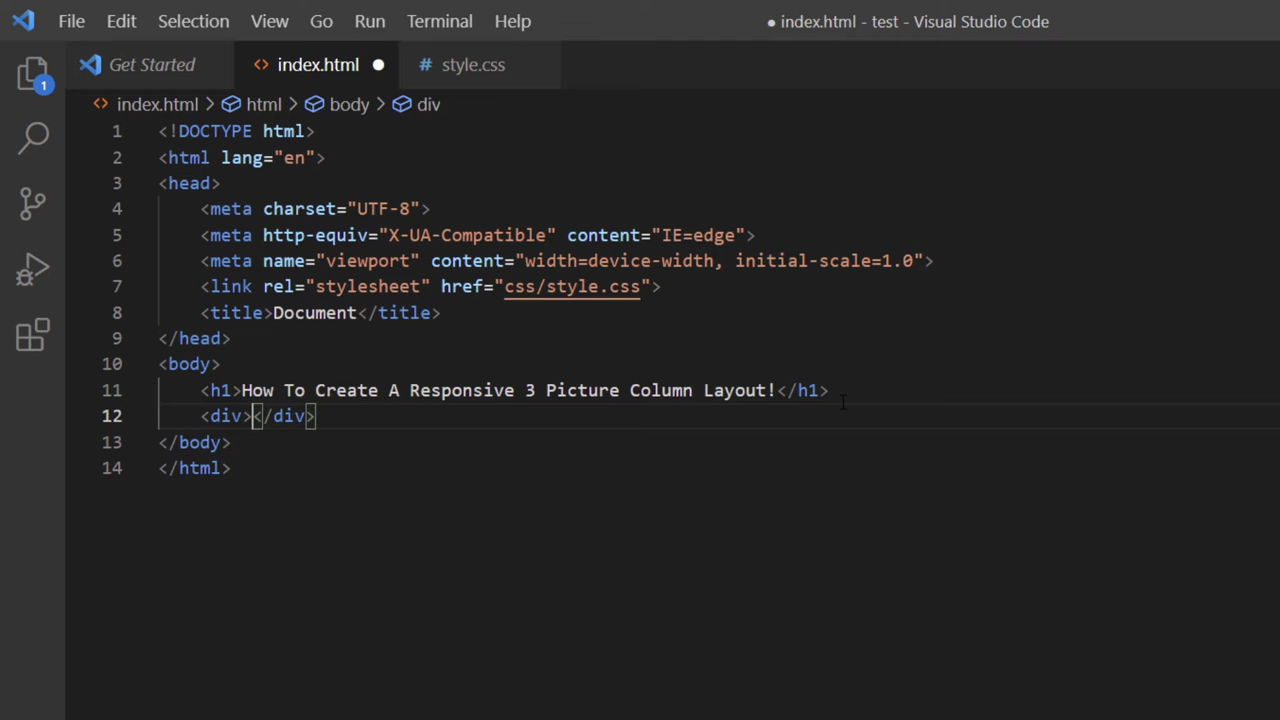 File Edit Selection View Go Run Terminal Help ● index.html - test - Visual Studio Code
Get Started <> index.html ● # style.css
1
<> index.html > html > body > div
1 <!DOCTYPE html>
2 <html lang="en">
3 <head>
4 <meta charset="UTF-8">
5 <meta http-equiv="X-UA-Compatible" content="IE=edge">
6 <meta name="viewport" content="width=device-width, initial-scale=1.0">
7 <link rel="stylesheet" href="css/style.css">
8 <title>Document</title>
9 </head>
10 <body>
11 <h1>How To Create A Responsive 3 Picture Column Layout!</h1>
12 <div></div>
13 </body>
14 </html>